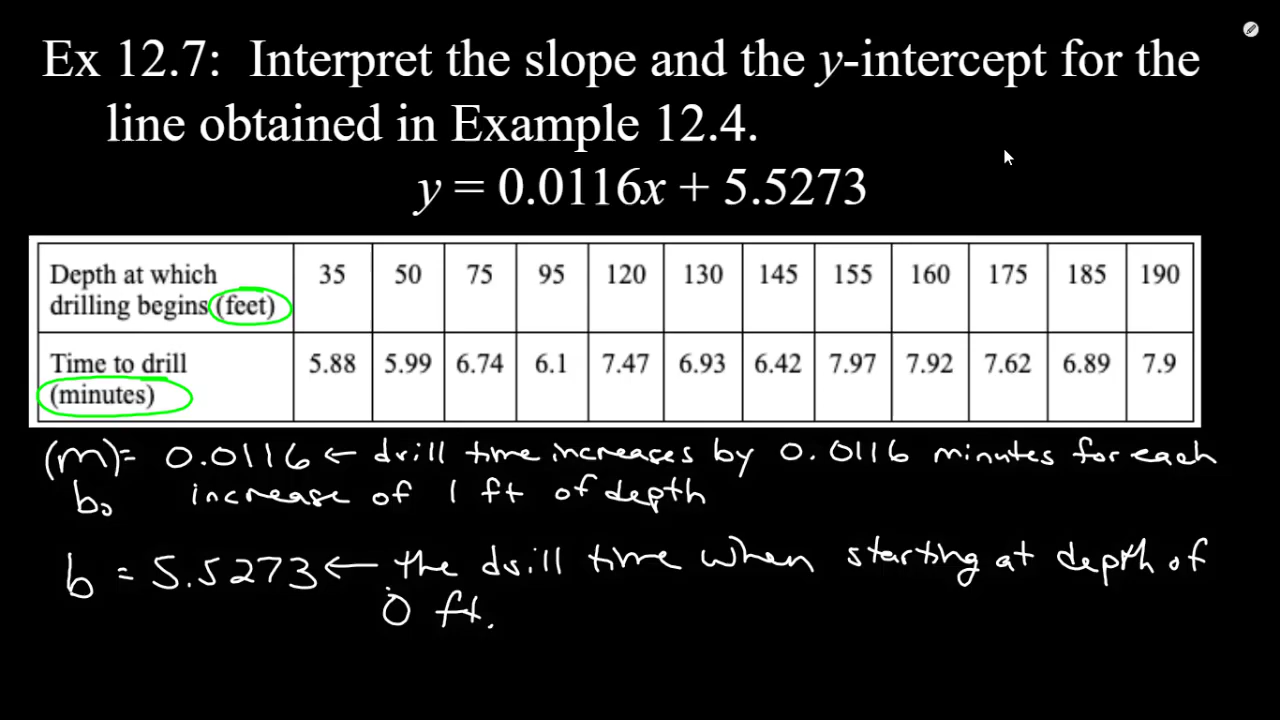 Ex 12.7: Interpret the slope and the y-intercept for the
line obtained in Example 12.4.
y = 0.0116x + 5.5273
Depth at which drilling begins (feet) 35 50 75 95 120 130 145 155 160 175 185 190
Time to drill (minutes) 5.88 5.99 6.74 6.1 7.47 6.93 6.42 7.97 7.92 7.62 6.89 7.9
(m)= 0.0116 ← drill time increases by 0.0116 minutes for each
b₀ increase of 1 ft of depth
b = 5.5273 ← the drill time when starting at depth of
0 ft.